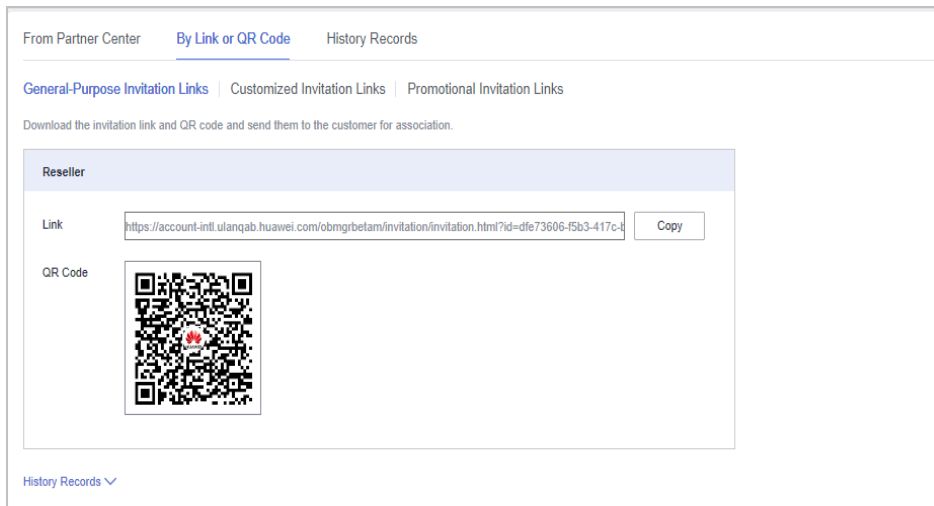 From Partner Center By Link or QR Code History Records
General-Purpose Invitation Links Customized Invitation Links Promotional Invitation Links
Download the invitation link and QR code and send them to the customer for association.
Reseller
Link https://account-intl.ulanqab.huawei.com/obmgrbetam/invitation/invitation.html?id=dfe73606-f5b3-417c-b Copy
QR Code
HUAWEI
History Records